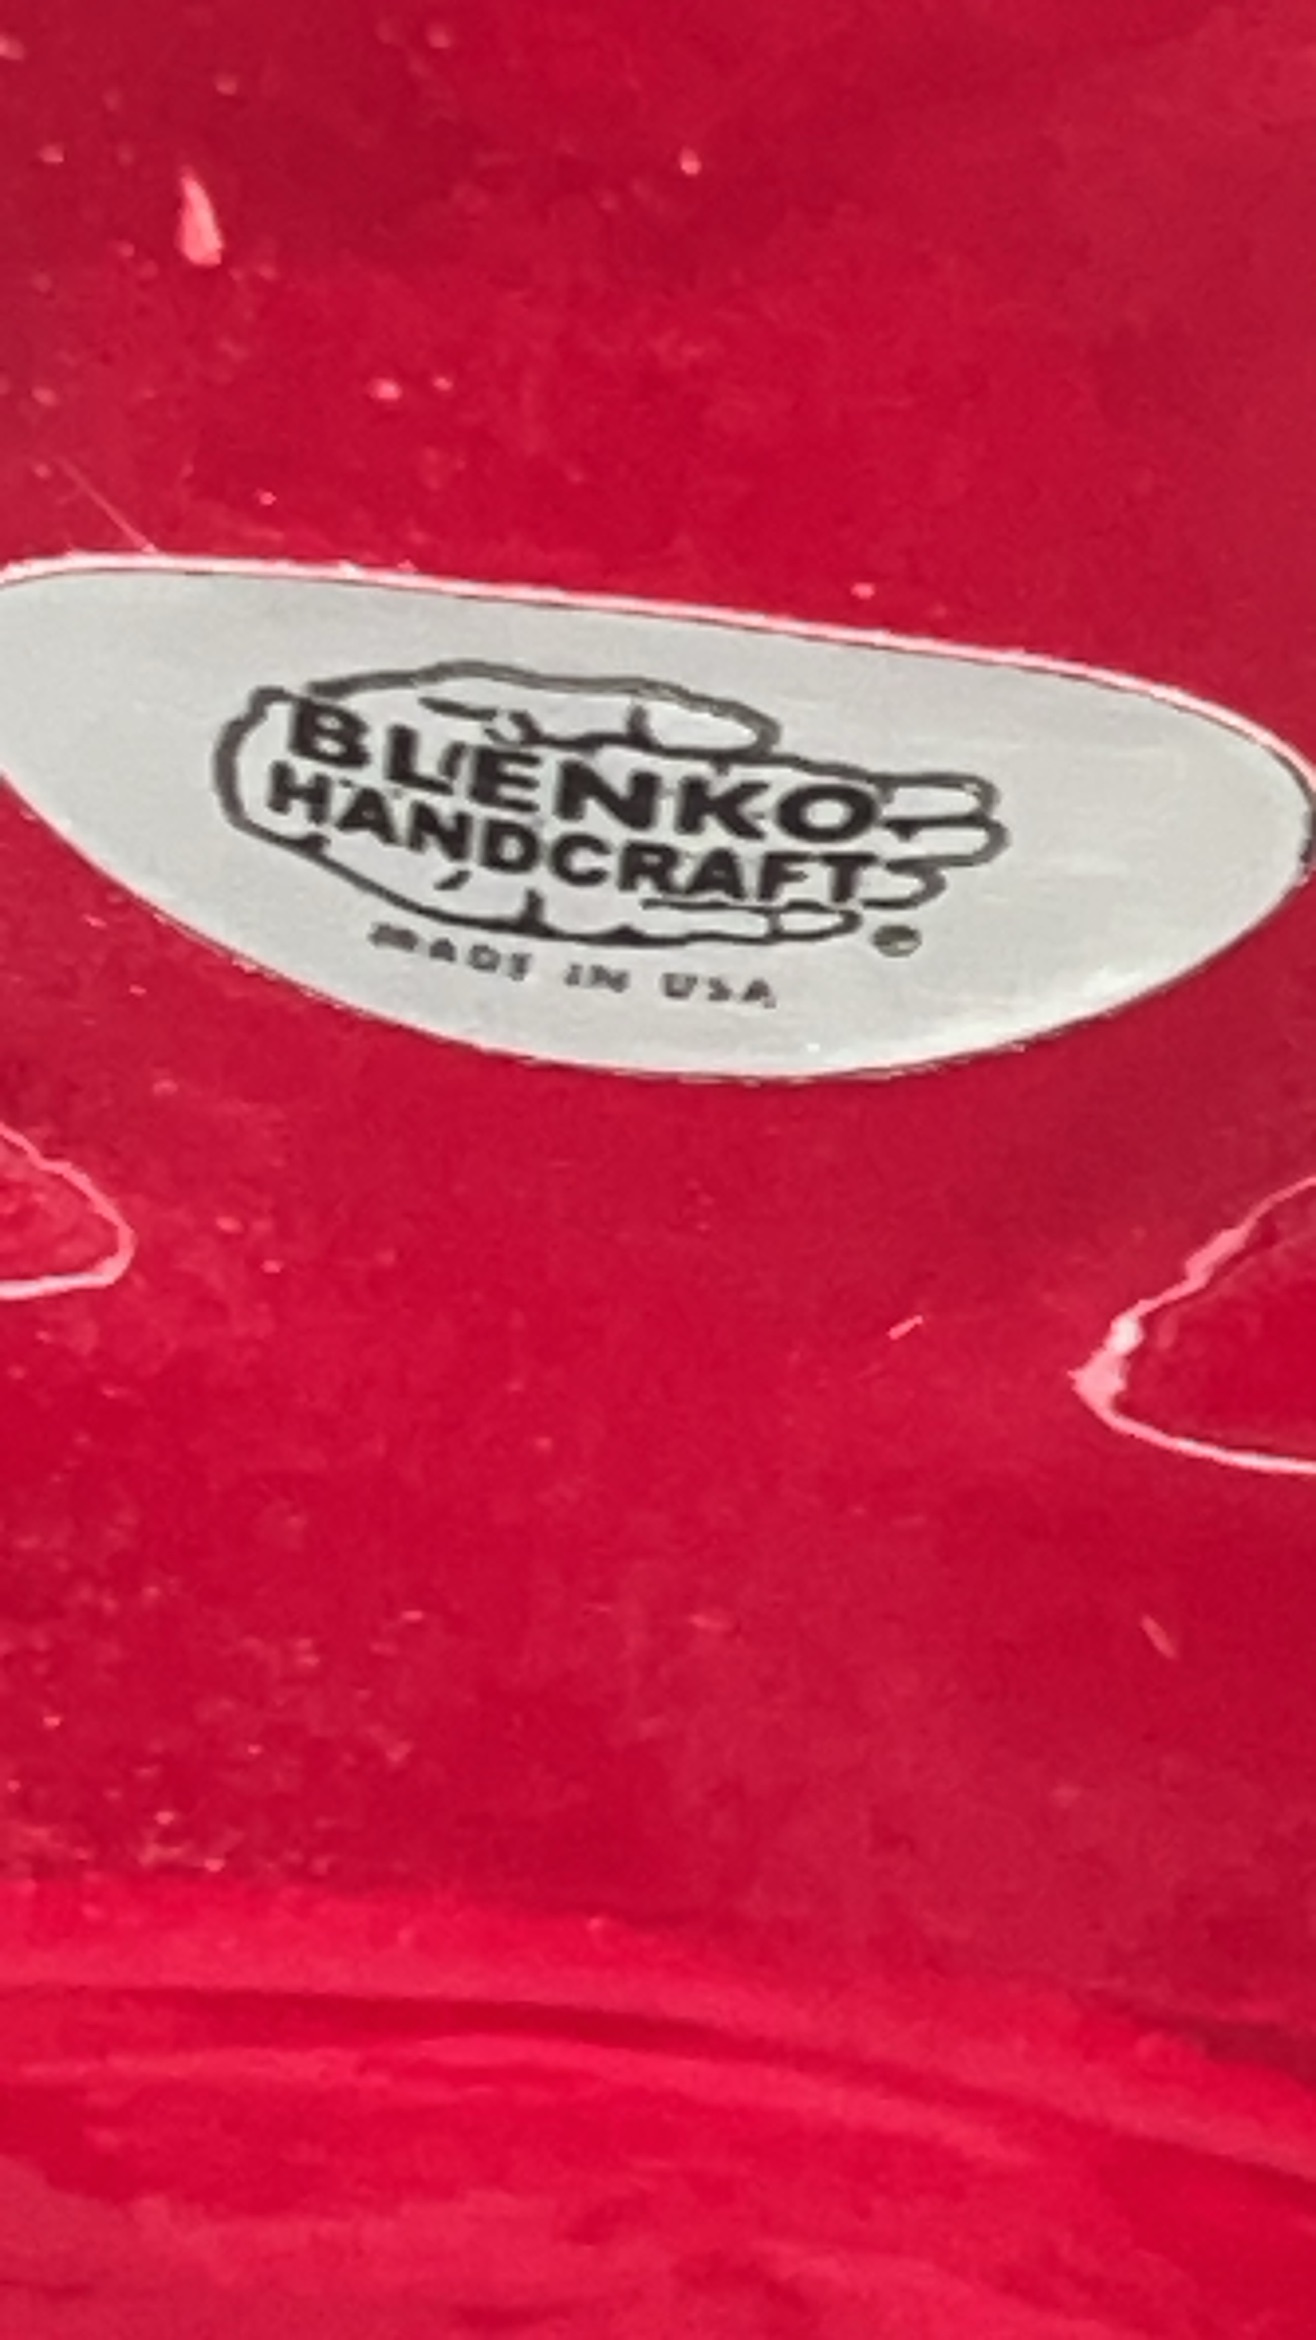 BLENKO
HANDCRAFT
®
MADE IN USA